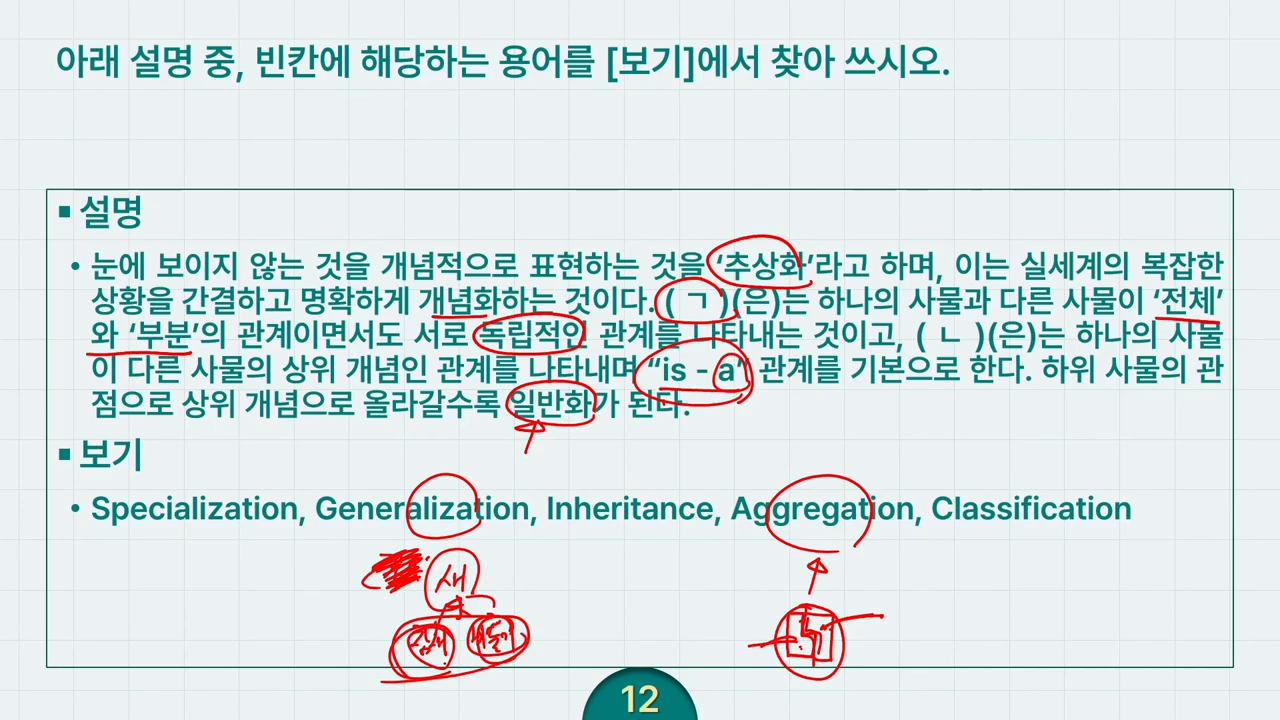 아래 설명 중, 빈칸에 해당하는 용어를 [보기]에서 찾아 쓰시오.
▪ 설명
• 눈에 보이지 않는 것을 개념적으로 표현하는 것을 ‘추상화’라고 하며, 이는 실세계의 복잡한
상황을 간결하고 명확하게 개념화하는 것이다. ( ㄱ )(은)는 하나의 사물과 다른 사물이 ‘전체’
와 ‘부분’의 관계이면서도 서로 독립적인 관계를 나타내는 것이고, ( ㄴ )(은)는 하나의 사물
이 다른 사물의 상위 개념인 관계를 나타내며 “is - a” 관계를 기본으로 한다. 하위 사물의 관
점으로 상위 개념으로 올라갈수록 일반화가 된다.
▪ 보기
• Specialization, Generalization, Inheritance, Aggregation, Classification
새
참새
12